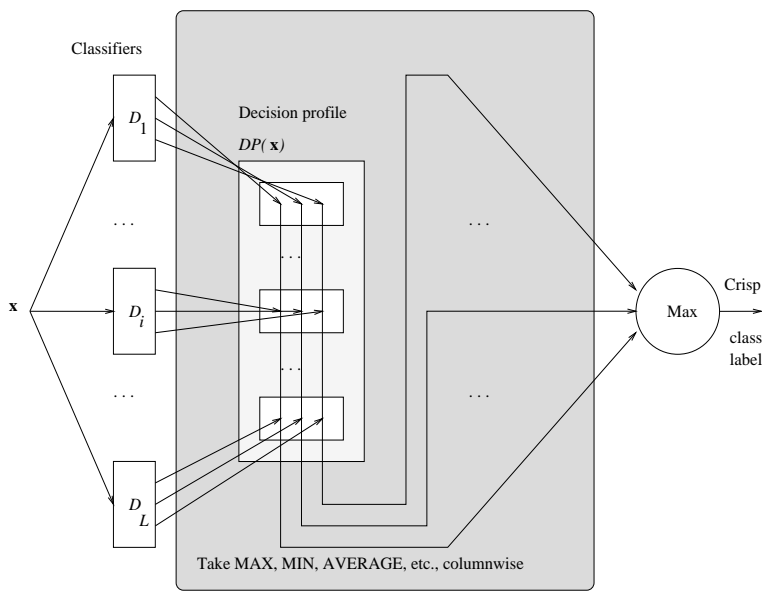 Classifiers
Decision profile
DP( x )
D1
. . .
. . .
. . .
x
Di
Max
Crisp
class
label
. . .
. . .
. . .
DL
Take MAX, MIN, AVERAGE, etc., columnwise